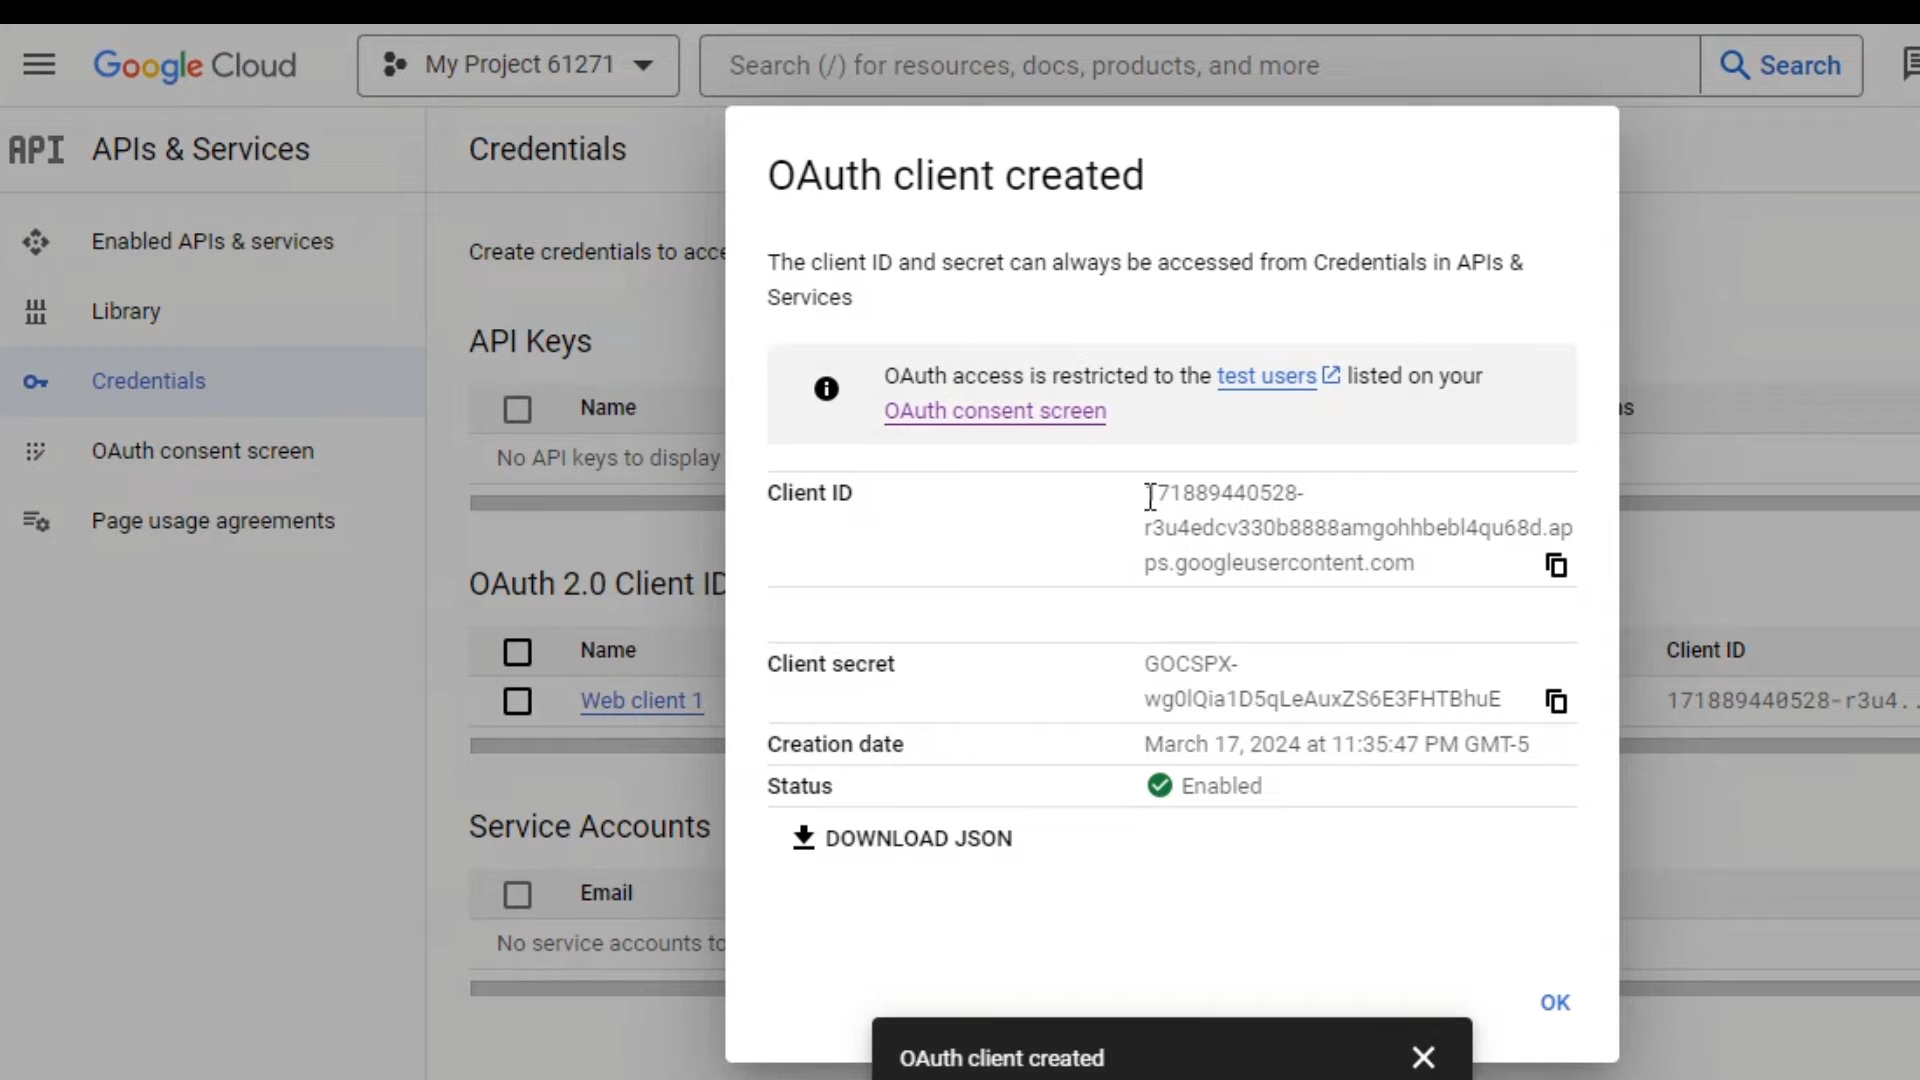 Google Cloud
My Project 61271
Search (/) for resources, docs, products, and more
Search
API APIs & Services
Enabled APIs & services
Library
Credentials
OAuth consent screen
Page usage agreements
Credentials
Create credentials to acce
API Keys
Name
No API keys to display
OAuth 2.0 Client ID
Name
Web client 1
Service Accounts
Email
No service accounts to
OAuth client created
The client ID and secret can always be accessed from Credentials in APIs &
Services
OAuth access is restricted to the test users listed on your
OAuth consent screen
Client ID
171889440528-
r3u4edcv330b8888amgohhbebl4qu68d.ap
ps.googleusercontent.com
Client secret
GOCSPX-
wg0lQia1D5qLeAuxZS6E3FHTBhuE
Creation date March 17, 2024 at 11:35:47 PM GMT-5
Status Enabled
DOWNLOAD JSON
OK
OAuth client created
Client ID
171889440528-r3u4..